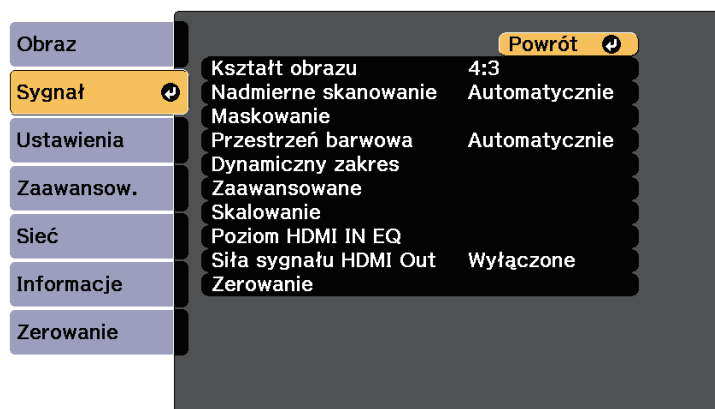 Obraz
Sygnał
Ustawienia
Zaawansow.
Sieć
Informacje
Zerowanie
Powrót
Kształt obrazu 4:3
Nadmierne skanowanie Automatycznie
Maskowanie
Przestrzeń barwowa Automatycznie
Dynamiczny zakres
Zaawansowane
Skalowanie
Poziom HDMI IN EQ
Siła sygnału HDMI Out Wyłączone
Zerowanie